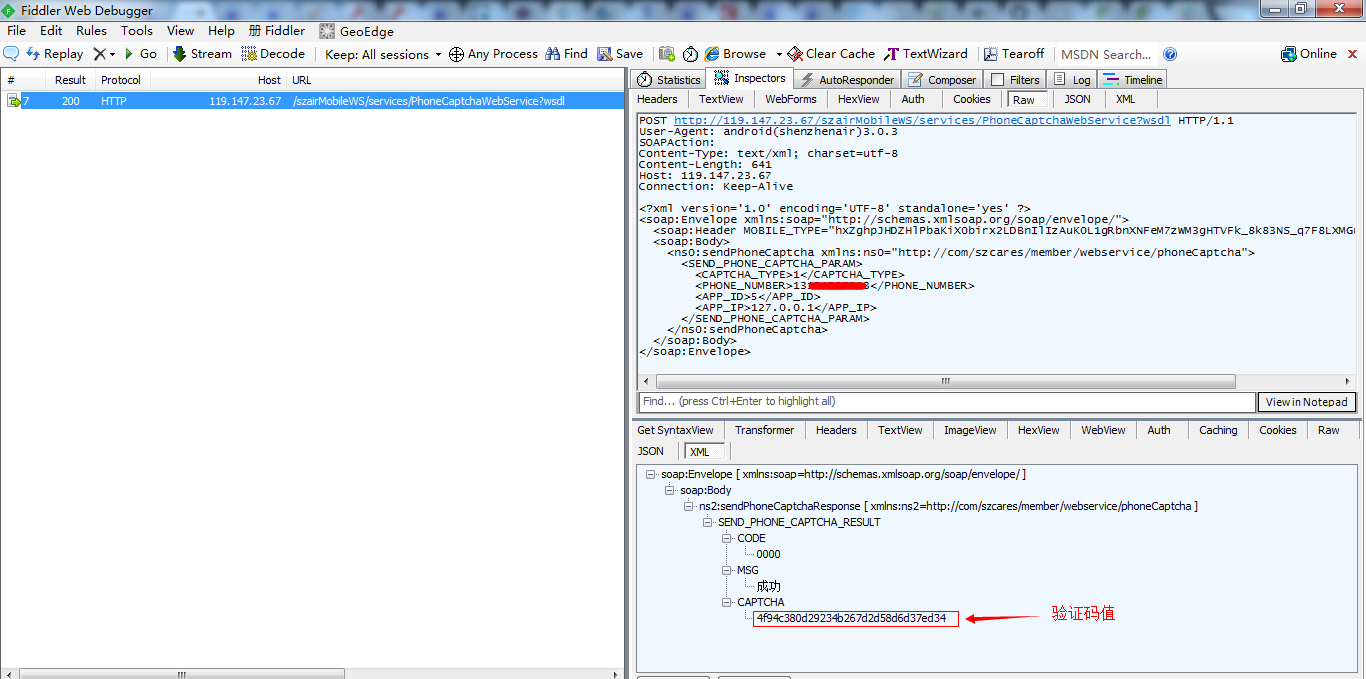 Fiddler Web Debugger
File Edit Rules Tools View Help Fiddler GeoEdge
Replay Go Stream Decode Keep: All sessions Any Process Find Save Browse Clear Cache TextWizard Tearoff MSDN Search... Online
# Result Protocol Host URL
7 200 HTTP 119.147.23.67 /szairMobileWS/services/PhoneCaptchaWebService?wsdl
Statistics Inspectors AutoResponder Composer Filters Log Timeline
Headers TextView WebForms HexView Auth Cookies Raw JSON XML
POST http://119.147.23.67/szairMobileWS/services/PhoneCaptchaWebService?wsdl HTTP/1.1
User-Agent: android(shenzhenair)3.0.3
SOAPAction:
Content-Type: text/xml; charset=utf-8
Content-Length: 641
Host: 119.147.23.67
Connection: Keep-Alive
<?xml version='1.0' encoding='UTF-8' standalone='yes' ?>
<soap:Envelope xmlns:soap="http://schemas.xmlsoap.org/soap/envelope/">
<soap:Header
<soap:Body>
<ns0:sendPhoneCaptcha xmlns:ns0="http://com/szcares/member/webservice/phoneCaptcha">
<SEND_PHONE_CAPTCHA_PARAM>
<CAPTCHA_TYPE>1</CAPTCHA_TYPE>
<PHONE_NUMBER>13 3</PHONE_NUMBER>
<APP_ID>5</APP_ID>
<APP_IP>127.0.0.1</APP_IP>
</SEND_PHONE_CAPTCHA_PARAM>
</ns0:sendPhoneCaptcha>
</soap:Body>
</soap:Envelope>
Find... (press Ctrl+Enter to highlight all) View in Notepad
Get SyntaxView Transformer Headers TextView ImageView HexView WebView Auth Caching Cookies Raw
JSON XML
soap:Envelope [ xmlns:soap=http://schemas.xmlsoap.org/soap/envelope/ ]
soap:Body
ns2:sendPhoneCaptchaResponse [ xmlns:ns2=http://com/szcares/member/webservice/phoneCaptcha ]
SEND_PHONE_CAPTCHA_RESULT
CODE
0000
MSG
成功
CAPTCHA
4f94c380d29234b267d2d58d6d37ed34 验证码值